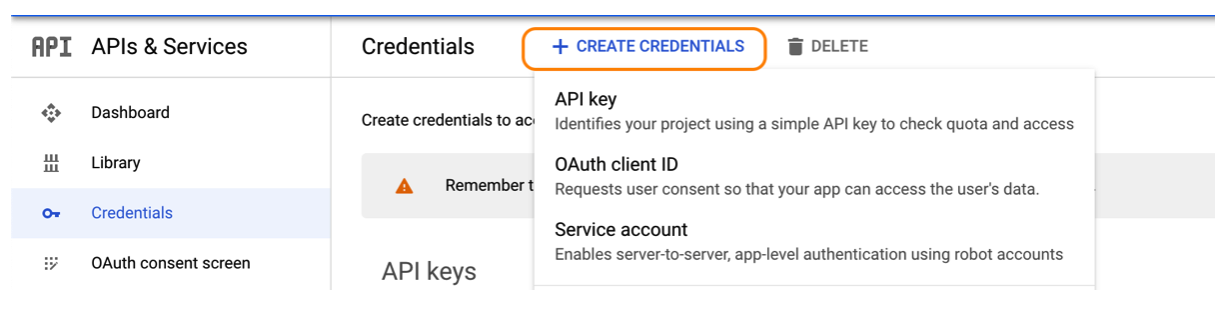 API APIs & Services
Credentials
+ CREATE CREDENTIALS
DELETE
Dashboard
Library
Credentials
OAuth consent screen
Create credentials to
Remember
API keys
API key
Identifies your project using a simple API key to check quota and access
OAuth client ID
Requests user consent so that your app can access the user's data.
Service account
Enables server-to-server, app-level authentication using robot accounts